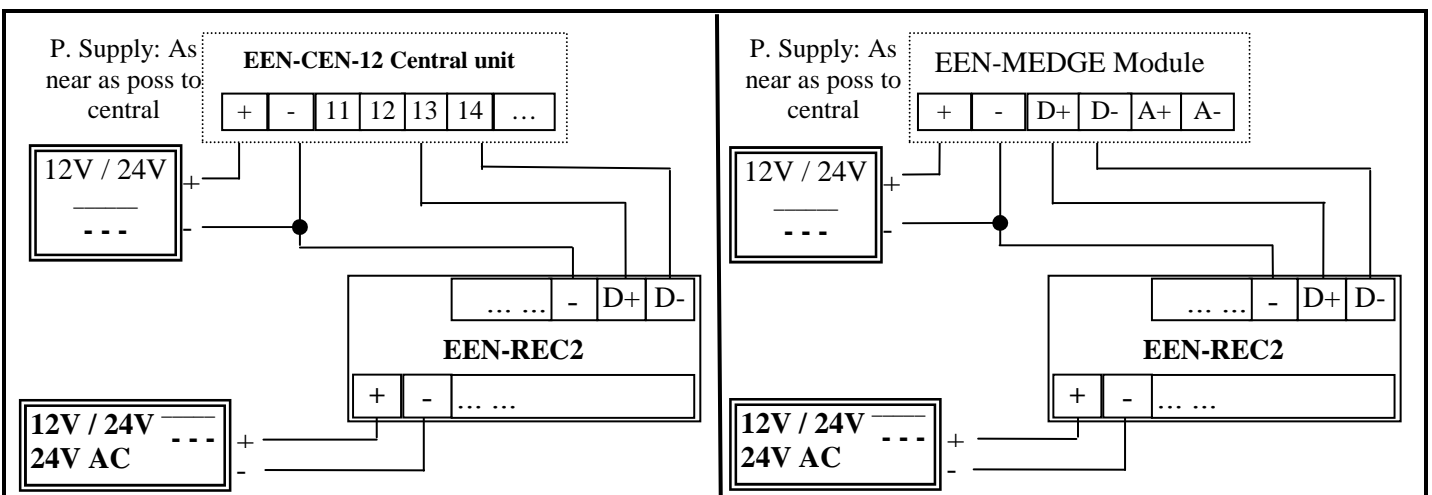 P. Supply: As
near as poss to
central
EEN-CEN-12 Central unit
+ - 11 12 13 14 …
12V / 24V
+
- - -
-
… … - D+ D-
EEN-REC2
+ - … …
12V / 24V - - -
24V AC
+
-
P. Supply: As
near as poss to
central
EEN-MEDGE Module
+ - D+ D- A+ A-
12V / 24V
+
- - -
-
… … - D+ D-
EEN-REC2
+ - … …
12V / 24V - - -
24V AC
+
-